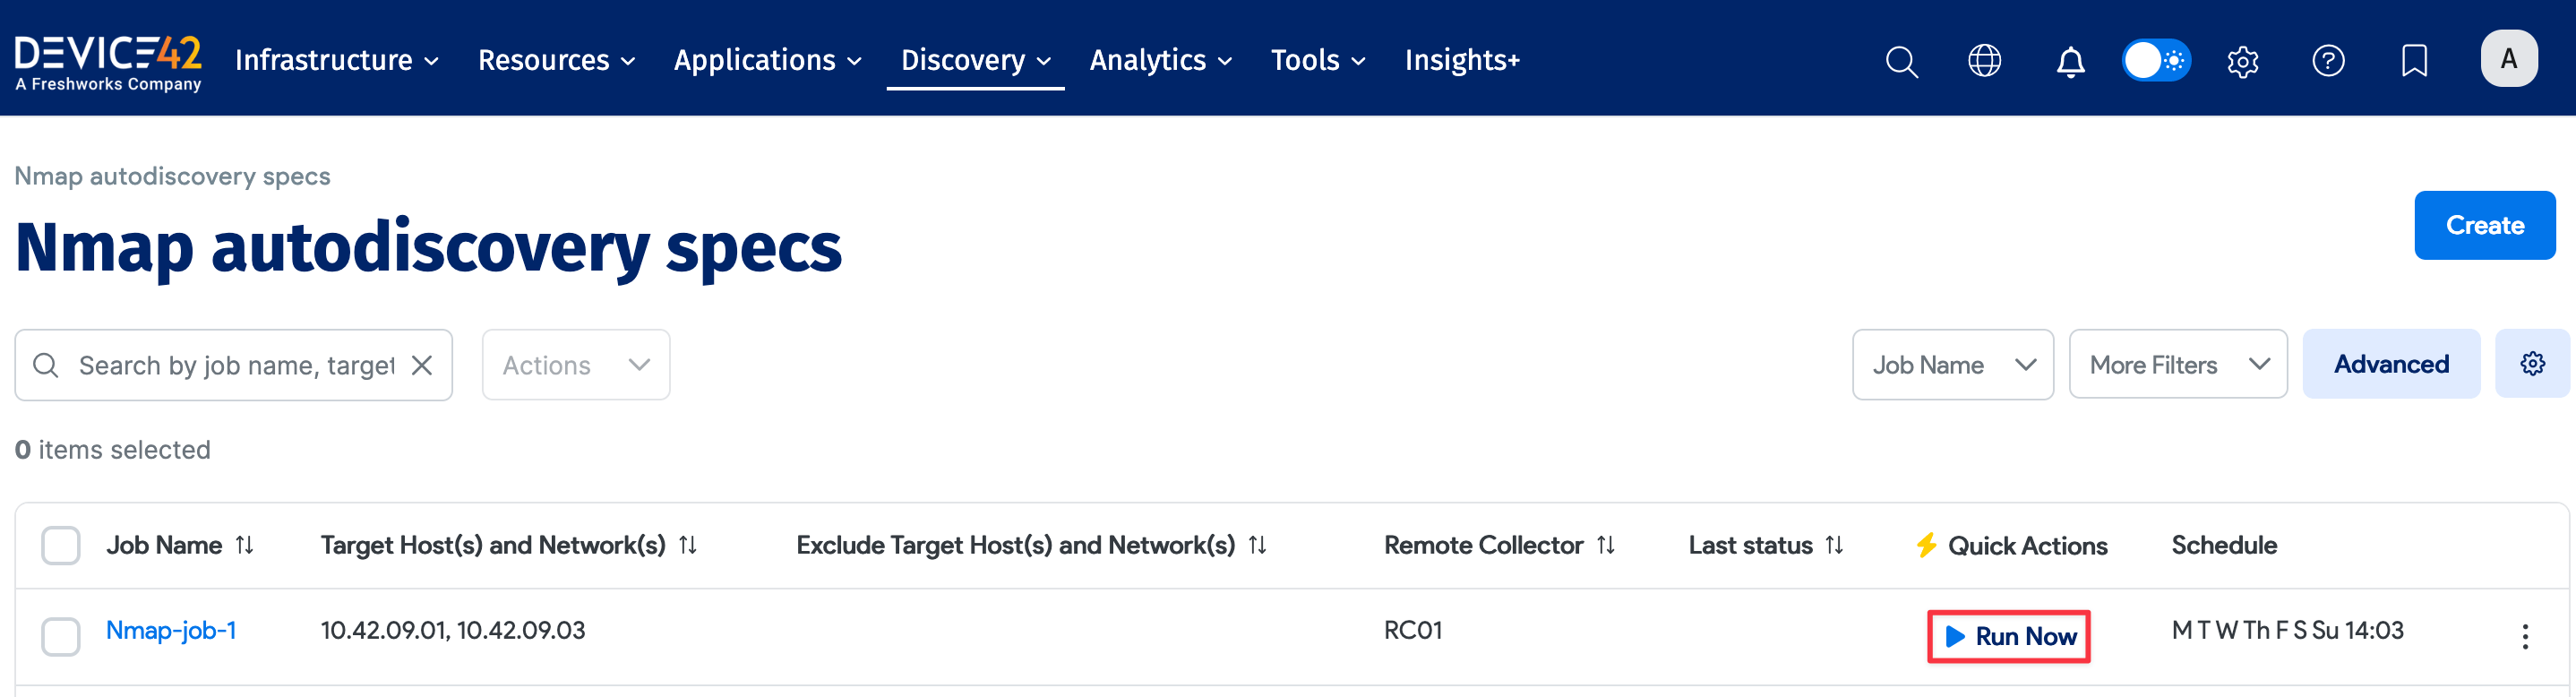 DEVICE42
A Freshworks Company
Infrastructure Resources Applications Discovery Analytics Tools Insights+
A
Nmap autodiscovery specs
Nmap autodiscovery specs
Create
Search by job name, target
Actions
Job Name
More Filters
Advanced
0 items selected
Job Name Target Host(s) and Network(s) Exclude Target Host(s) and Network(s) Remote Collector Last status Quick Actions Schedule
Nmap-job-1 10.42.09.01, 10.42.09.03 RC01 Run Now M T W Th F S Su 14:03